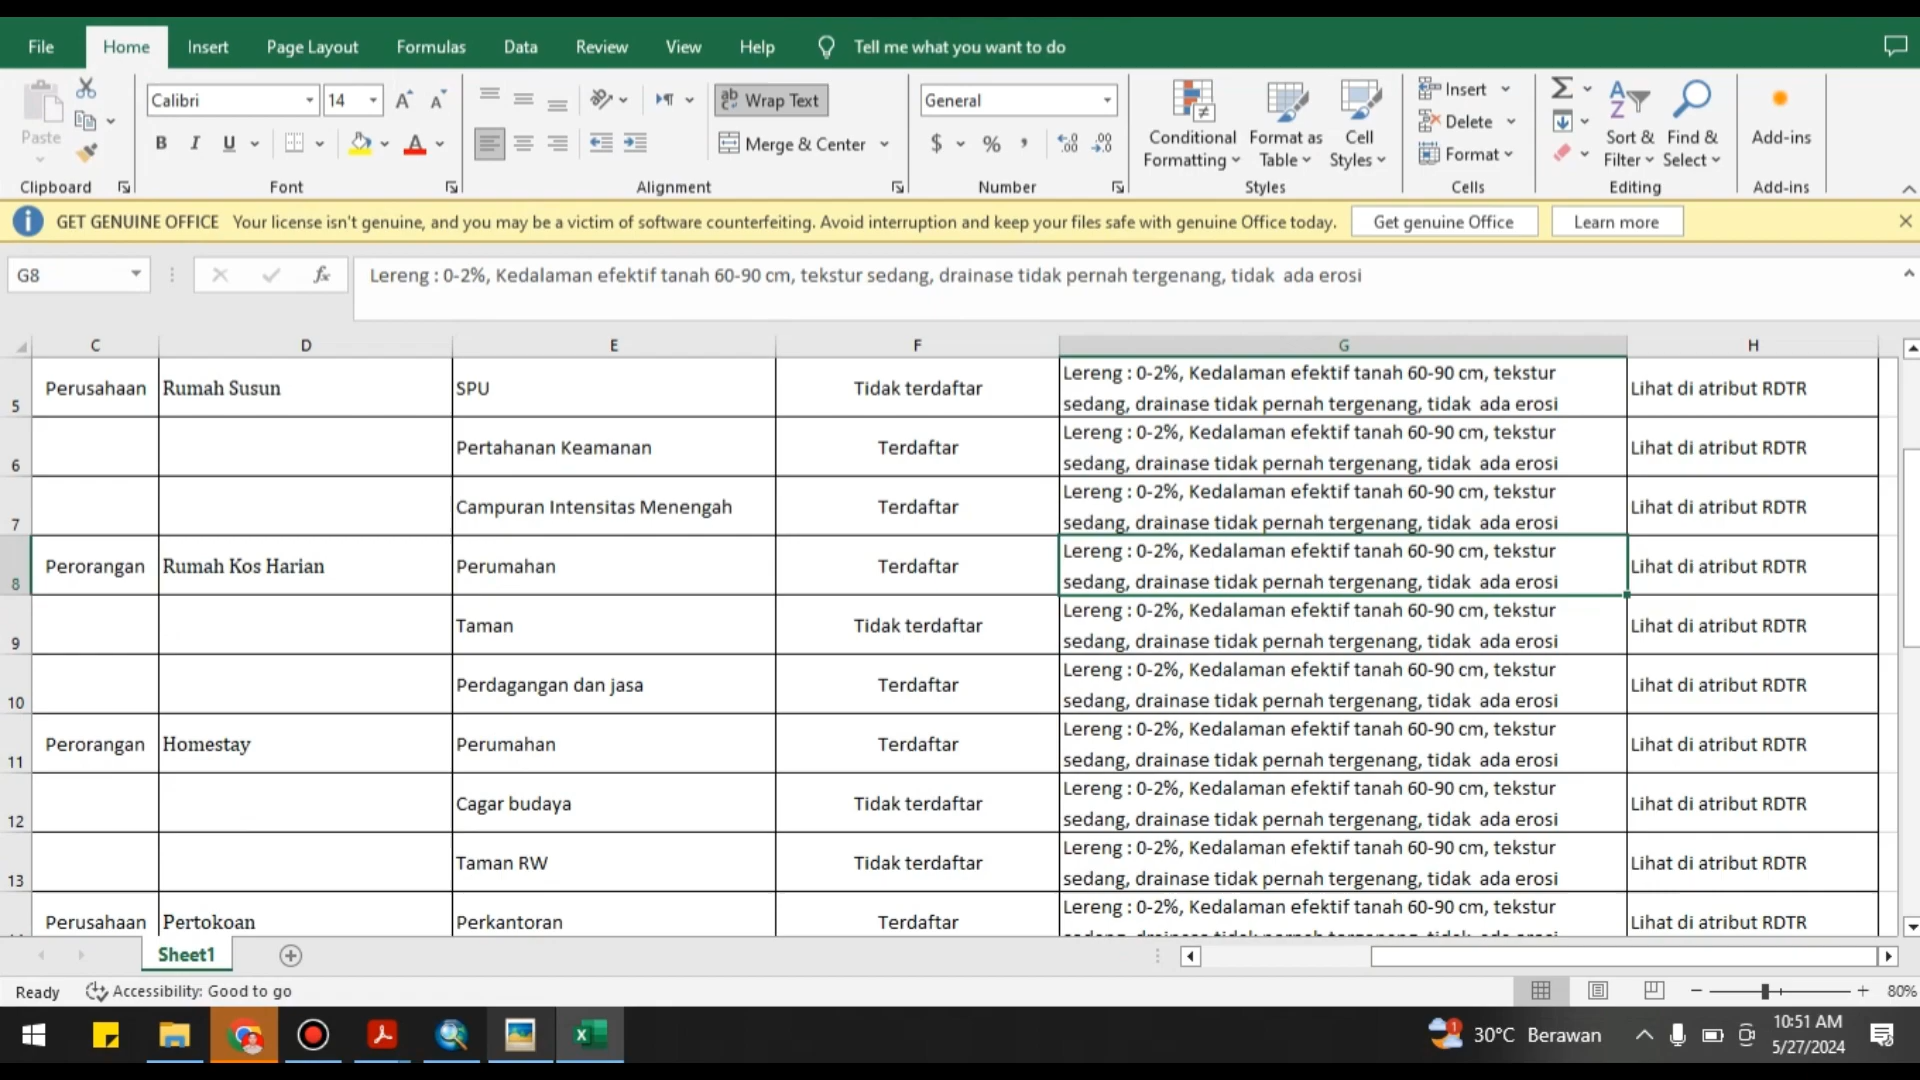 File Home Insert Page Layout Formulas Data Review View Help Tell me what you want to do
Calibri 14 Wrap Text General
Paste B I U Merge & Center $ % , Conditional Formatting Format as Table Cell Styles Insert Delete Format Sort & Filter Find & Select Add-ins
Clipboard Font Alignment Number Styles Cells Editing Add-ins
GET GENUINE OFFICE Your license isn't genuine, and you may be a victim of software counterfeiting. Avoid interruption and keep your files safe with genuine Office today. Get genuine Office Learn more
G8 fx Lereng : 0-2%, Kedalaman efektif tanah 60-90 cm, tekstur sedang, drainase tidak pernah tergenang, tidak ada erosi
C D E F G H
5 Perusahaan Rumah Susun SPU Tidak terdaftar Lereng : 0-2%, Kedalaman efektif tanah 60-90 cm, tekstur sedang, drainase tidak pernah tergenang, tidak ada erosi Lihat di atribut RDTR
6 Pertahanan Keamanan Terdaftar Lereng : 0-2%, Kedalaman efektif tanah 60-90 cm, tekstur sedang, drainase tidak pernah tergenang, tidak ada erosi Lihat di atribut RDTR
7 Campuran Intensitas Menengah Terdaftar Lereng : 0-2%, Kedalaman efektif tanah 60-90 cm, tekstur sedang, drainase tidak pernah tergenang, tidak ada erosi Lihat di atribut RDTR
8 Perorangan Rumah Kos Harian Perumahan Terdaftar Lereng : 0-2%, Kedalaman efektif tanah 60-90 cm, tekstur sedang, drainase tidak pernah tergenang, tidak ada erosi Lihat di atribut RDTR
9 Taman Tidak terdaftar Lereng : 0-2%, Kedalaman efektif tanah 60-90 cm, tekstur sedang, drainase tidak pernah tergenang, tidak ada erosi Lihat di atribut RDTR
10 Perdagangan dan jasa Terdaftar Lereng : 0-2%, Kedalaman efektif tanah 60-90 cm, tekstur sedang, drainase tidak pernah tergenang, tidak ada erosi Lihat di atribut RDTR
11 Perorangan Homestay Perumahan Terdaftar Lereng : 0-2%, Kedalaman efektif tanah 60-90 cm, tekstur sedang, drainase tidak pernah tergenang, tidak ada erosi Lihat di atribut RDTR
12 Cagar budaya Tidak terdaftar Lereng : 0-2%, Kedalaman efektif tanah 60-90 cm, tekstur sedang, drainase tidak pernah tergenang, tidak ada erosi Lihat di atribut RDTR
13 Taman RW Tidak terdaftar Lereng : 0-2%, Kedalaman efektif tanah 60-90 cm, tekstur sedang, drainase tidak pernah tergenang, tidak ada erosi Lihat di atribut RDTR
Perusahaan Pertokoan Perkantoran Terdaftar Lereng : 0-2%, Kedalaman efektif tanah 60-90 cm, tekstur Lihat di atribut RDTR
Sheet1
Ready Accessibility: Good to go 80%
30°C Berawan 10:51 AM
5/27/2024